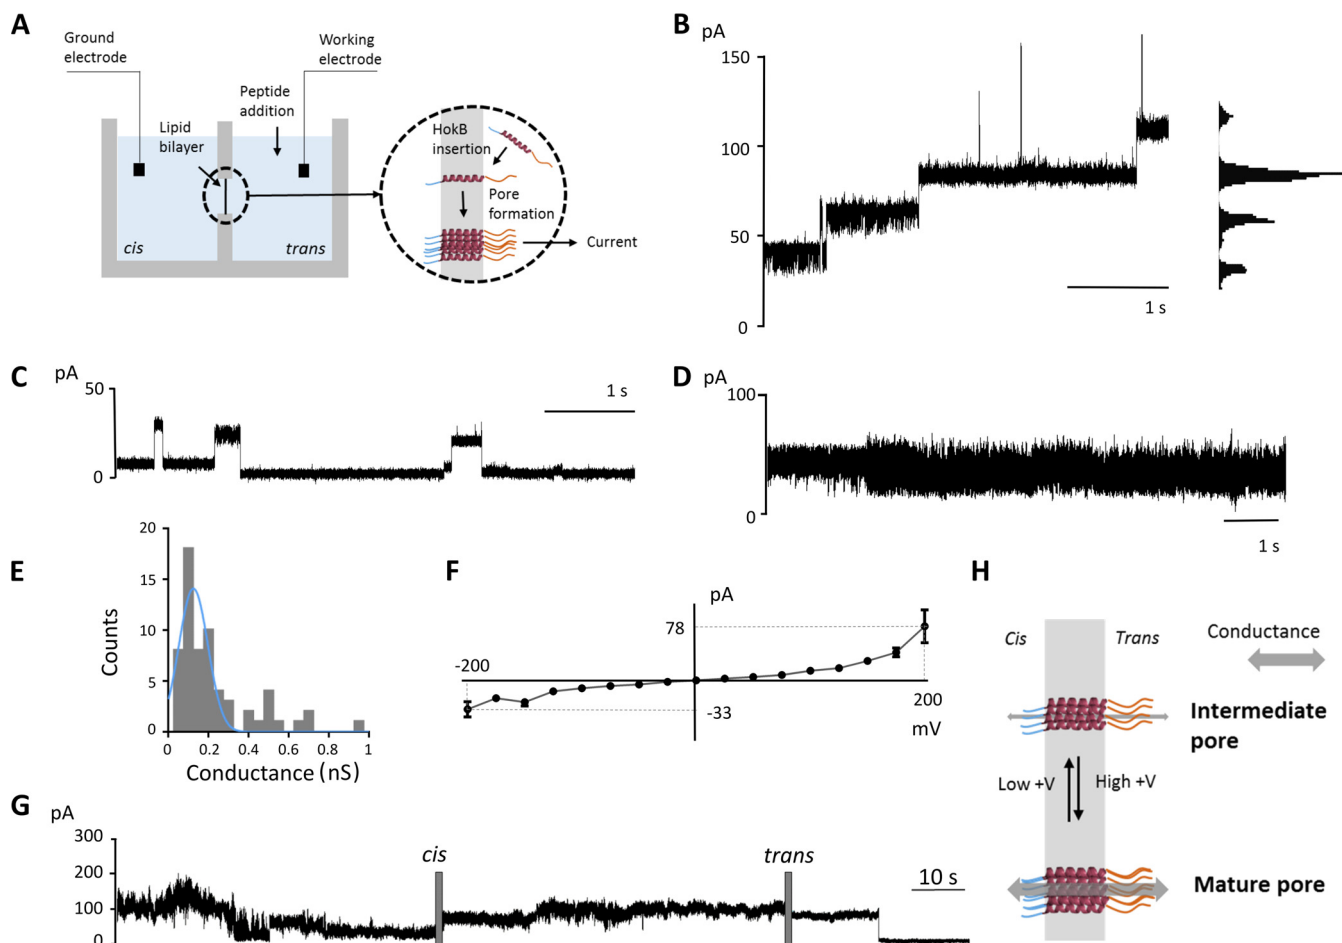 A
Ground
electrode
Working
electrode
Peptide
addition
Lipid
bilayer
cis
trans
HokB
insertion
Pore
formation
Current
B
pA
150
100
50
0
1 s
C
pA
50
0
1 s
D
pA
100
0
1 s
E
20
15
10
5
0
Counts
0
0.2
0.4
0.6
0.8
1
Conductance (nS)
F
pA
78
-200
-33
200
mV
G
pA
300
200
100
0
cis
trans
10 s
H
Cis
Trans
Conductance
Intermediate
pore
Low +V
High +V
Mature pore